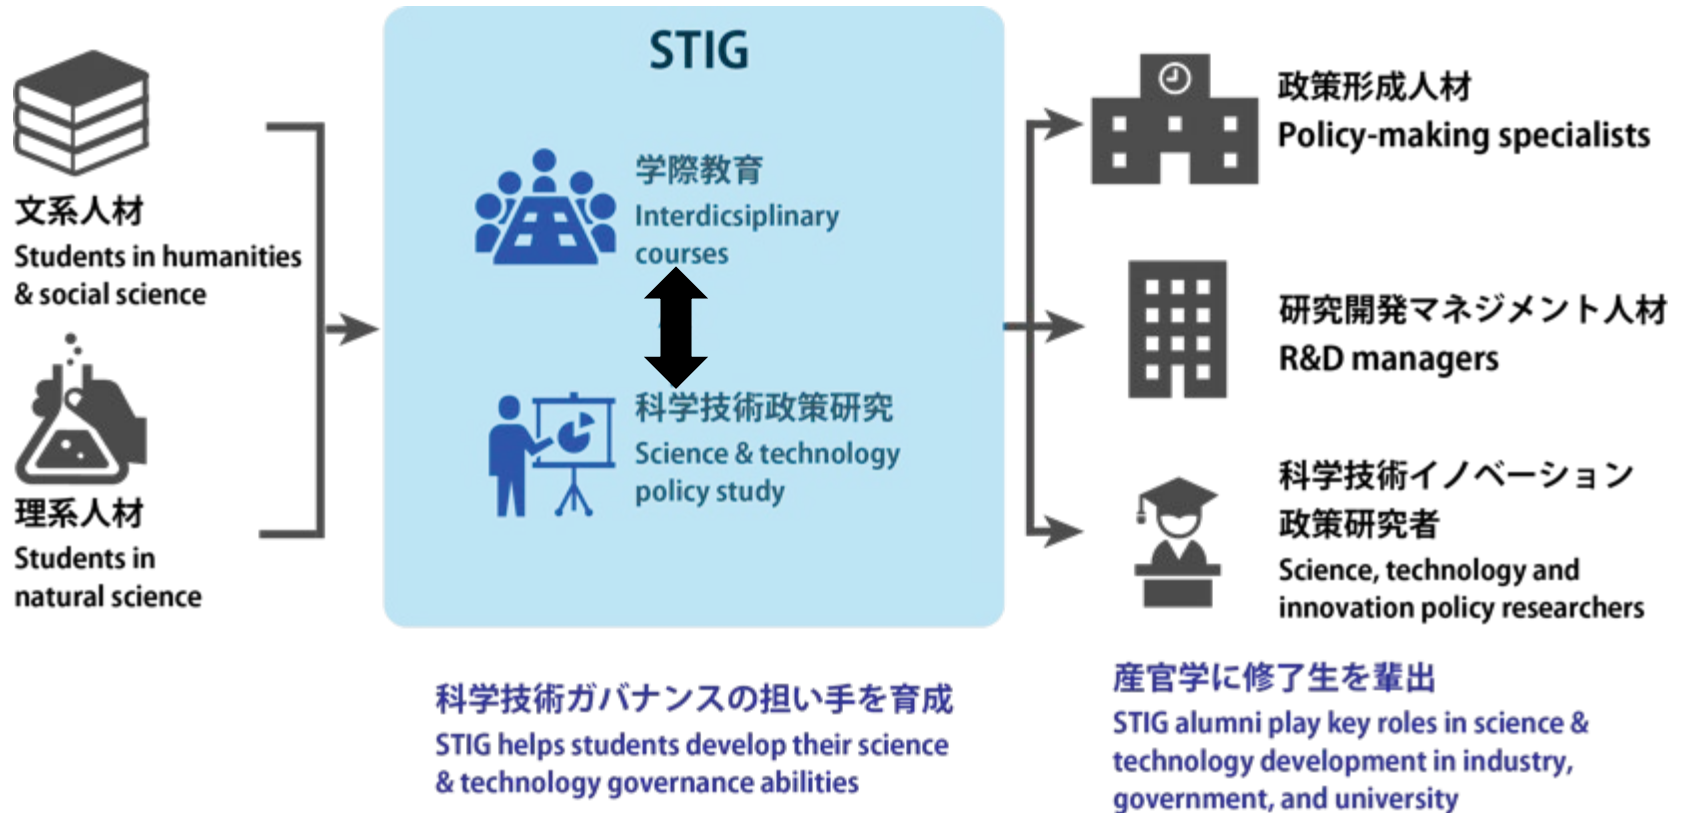 文系人材
Students in humanities
& social science
理系人材
Students in
natural science
STIG
学際教育
Interdicsiplinary
courses
科学技術政策研究
Science & technology
policy study
科学技術ガバナンスの担い手を育成
STIG helps students develop their science
& technology governance abilities
政策形成人材
Policy-making specialists
研究開発マネジメント人材
R&D managers
科学技術イノベーション
政策研究者
Science, technology and
innovation policy researchers
産官学に修了生を輩出
STIG alumni play key roles in science &
technology development in industry,
government, and university